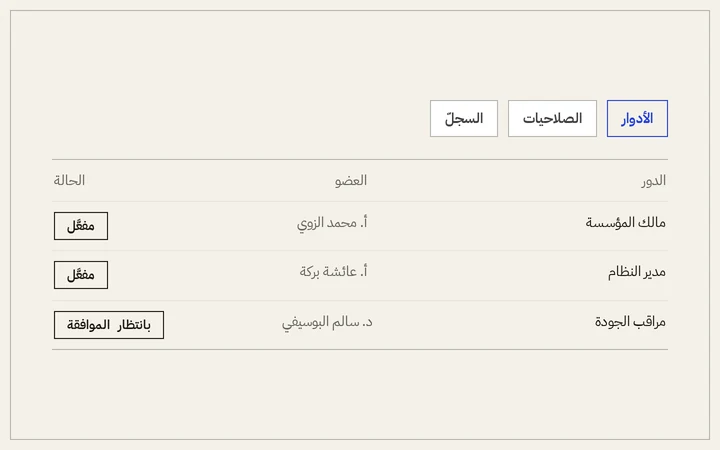 الأدوار الصلاحيات السجلّ
الدور العضو الحالة
مالك المؤسسة أ. محمد الزوي مفعَّل
مدير النظام أ. عائشة بركة مفعَّل
مراقب الجودة د. سالم البوسيفي بانتظار الموافقة